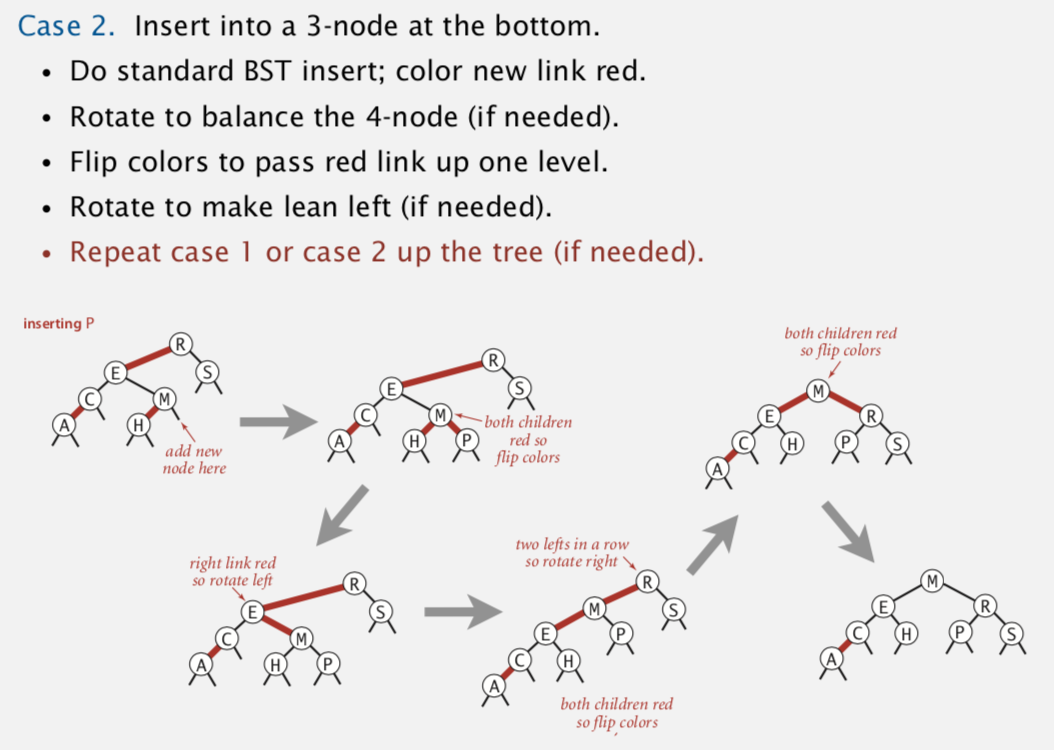 Case 2. Insert into a 3-node at the bottom.
• Do standard BST insert; color new link red.
• Rotate to balance the 4-node (if needed).
• Flip colors to pass red link up one level.
• Rotate to make lean left (if needed).
• Repeat case 1 or case 2 up the tree (if needed).
inserting P
R
E
S
C
M
A
H
add new
node here
R
E
S
C
M
A
H
P
both children
red so
flip colors
right link red
so rotate left
R
E
S
C
M
A
H
P
two lefts in a row
so rotate right
R
M
S
E
P
C
H
A
both children red
so flip colors
both children red
so flip colors
M
E
R
C
H
P
S
A
M
E
R
C
H
P
S
A